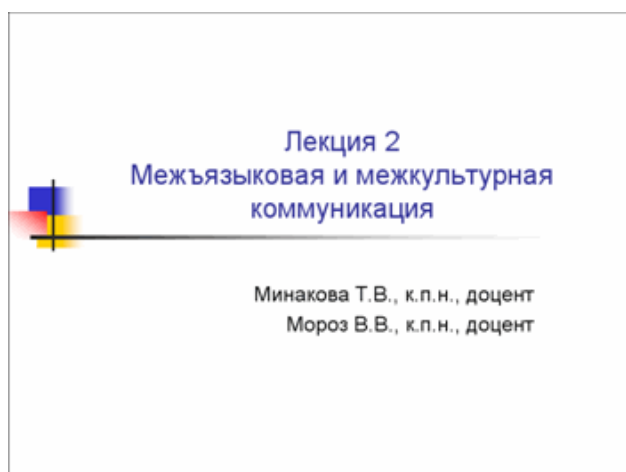 Лекция 2
Межъязыковая и межкультурная
коммуникация
Минакова Т.В., к.п.н., доцент
Мороз В.В., к.п.н., доцент